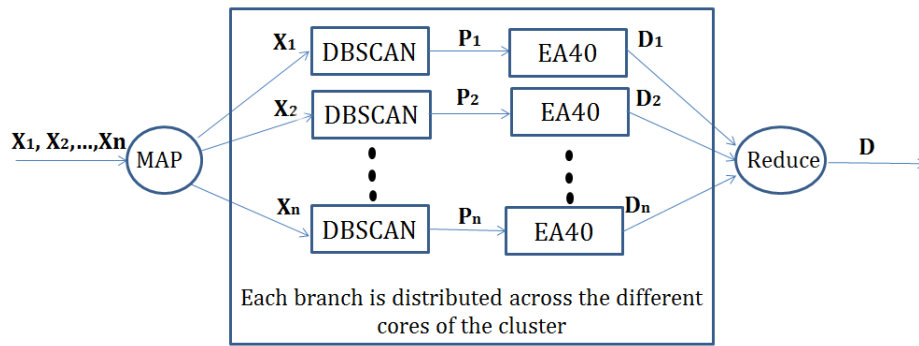 X1, X2,...,Xn
MAP
X1
DBSCAN
P1
EA40
D1
X2
DBSCAN
P2
EA40
D2
Xn
DBSCAN
Pn
EA40
Dn
Reduce
D
Each branch is distributed across the different
cores of the cluster